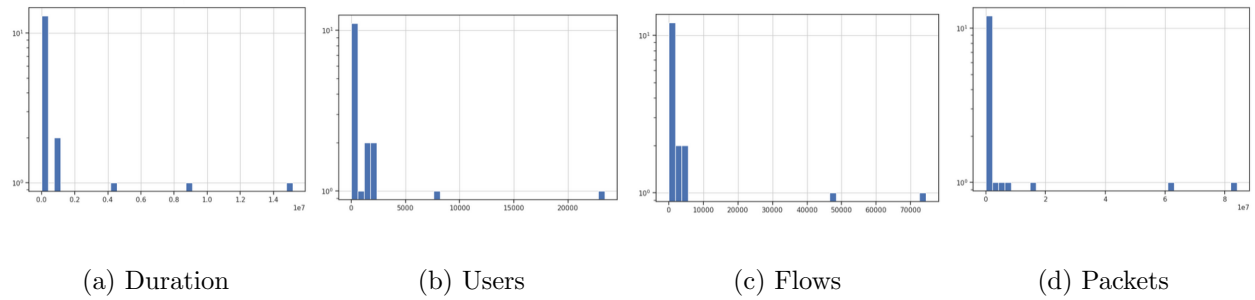 10¹
10⁰
0.0 0.2 0.4 0.6 0.8 1.0 1.2 1.4
1e7
10¹
10⁰
0 5000 10000 15000 20000
10¹
10⁰
0 10000 20000 30000 40000 50000 60000 70000
10¹
10⁰
0 2 4 6 8
1e7
(a) Duration
(b) Users
(c) Flows
(d) Packets